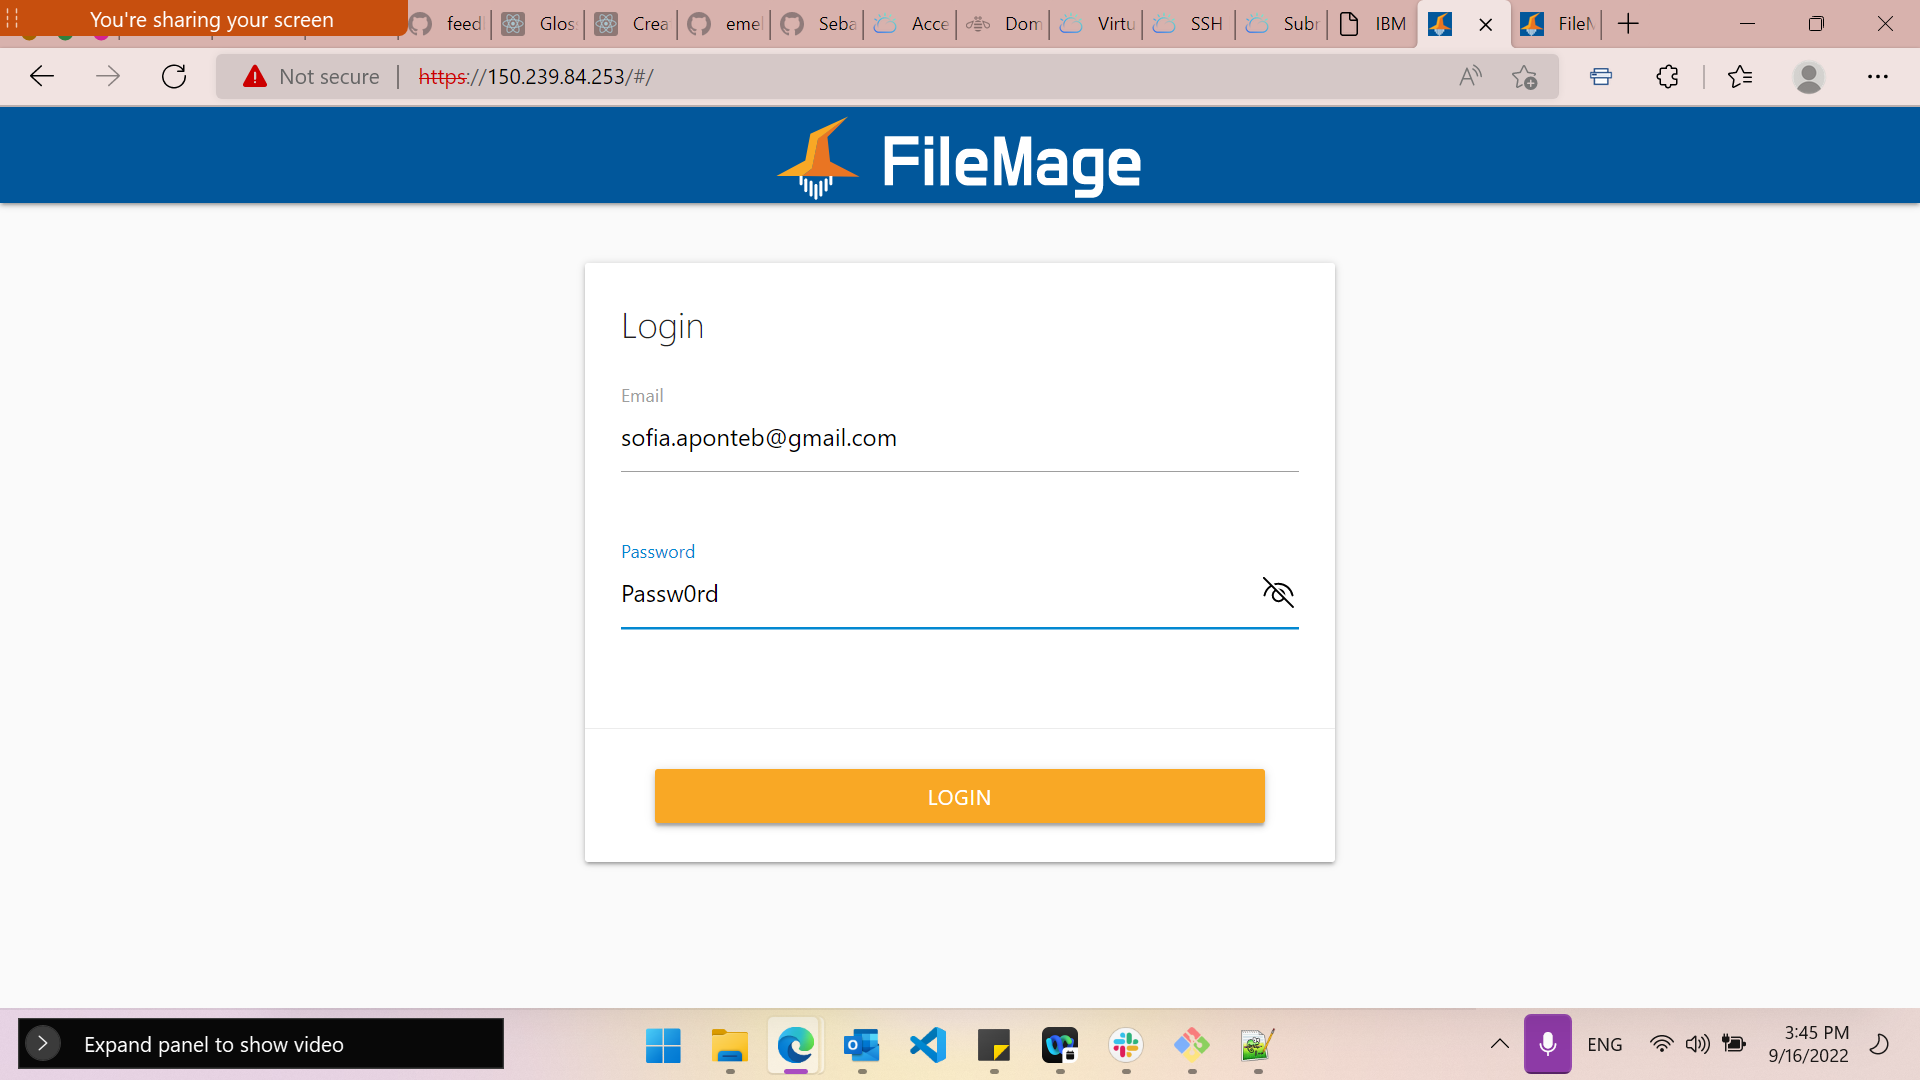 You're sharing your screen
feedl
Glos
Crea
emel
Seba
Acce
Dom
Virtu
SSH
Subr
IBM
FileM
Not secure
https://150.239.84.253/#/
FileMage
Login
Email
sofia.aponteb@gmail.com
Password
Passw0rd
LOGIN
Expand panel to show video
ENG
3:45 PM
9/16/2022